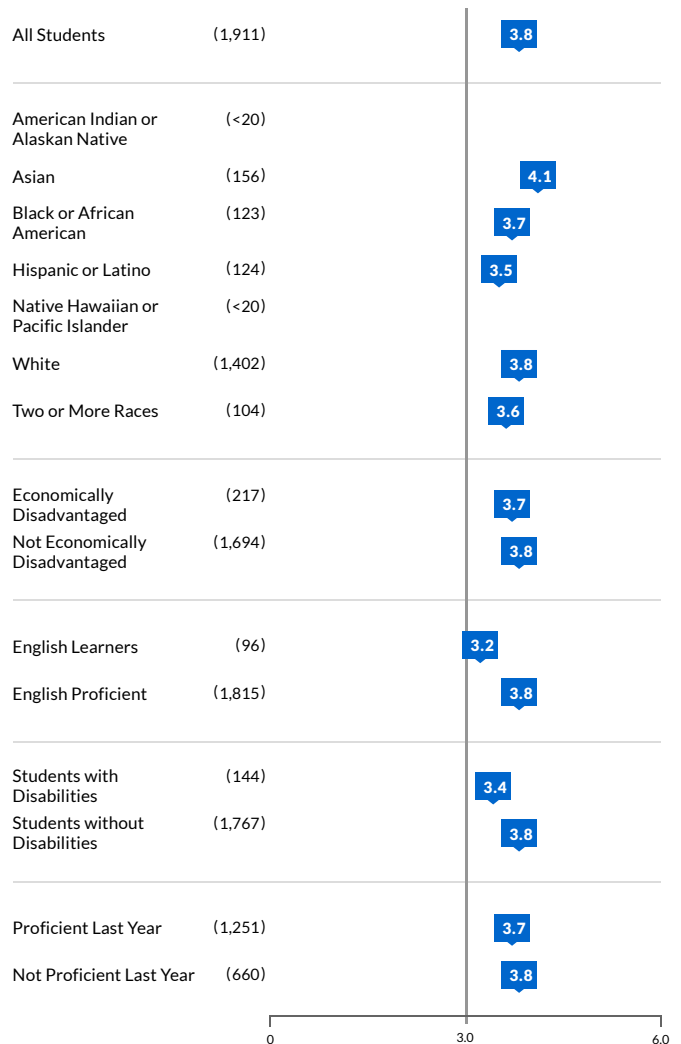 All Students (1,911) 3.8
American Indian or (<20)
Alaskan Native
Asian (156) 4.1
Black or African (123)
American 3.7
Hispanic or Latino (124) 3.5
Native Hawaiian or (<20)
Pacific Islander
White (1,402) 3.8
Two or More Races (104) 3.6
Economically (217)
Disadvantaged 3.7
Not Economically (1,694)
Disadvantaged 3.8
English Learners (96) 3.2
English Proficient (1,815) 3.8
Students with (144)
Disabilities 3.4
Students without (1,767)
Disabilities 3.8
Proficient Last Year (1,251) 3.7
Not Proficient Last Year (660) 3.8
0 3.0 6.0